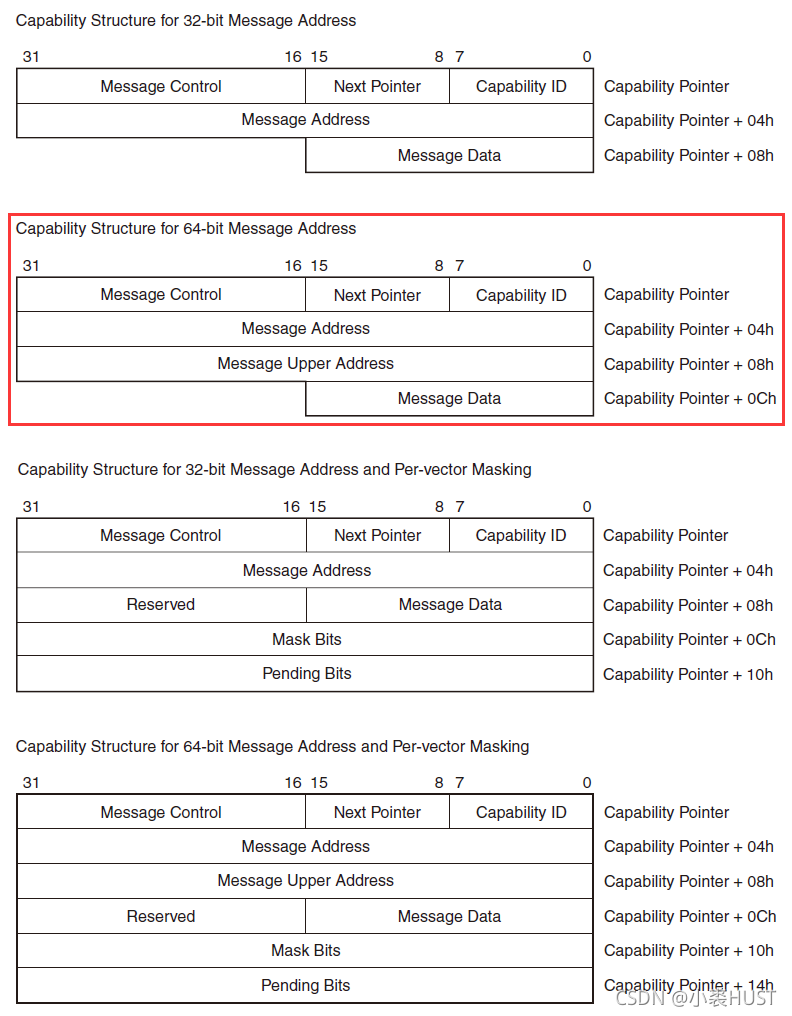 Capability Structure for 32-bit Message Address
31 16 15 8 7 0
Message Control Next Pointer Capability ID Capability Pointer
Message Address Capability Pointer + 04h
Message Data Capability Pointer + 08h
Capability Structure for 64-bit Message Address
31 16 15 8 7 0
Message Control Next Pointer Capability ID Capability Pointer
Message Address Capability Pointer + 04h
Message Upper Address Capability Pointer + 08h
Message Data Capability Pointer + 0Ch
Capability Structure for 32-bit Message Address and Per-vector Masking
31 16 15 8 7 0
Message Control Next Pointer Capability ID Capability Pointer
Message Address Capability Pointer + 04h
Reserved Message Data Capability Pointer + 08h
Mask Bits Capability Pointer + 0Ch
Pending Bits Capability Pointer + 10h
Capability Structure for 64-bit Message Address and Per-vector Masking
31 16 15 8 7 0
Message Control Next Pointer Capability ID Capability Pointer
Message Address Capability Pointer + 04h
Message Upper Address Capability Pointer + 08h
Reserved Message Data Capability Pointer + 0Ch
Mask Bits Capability Pointer + 10h
Pending Bits Capability Pointer + 14h
CSDN @小裘HUST